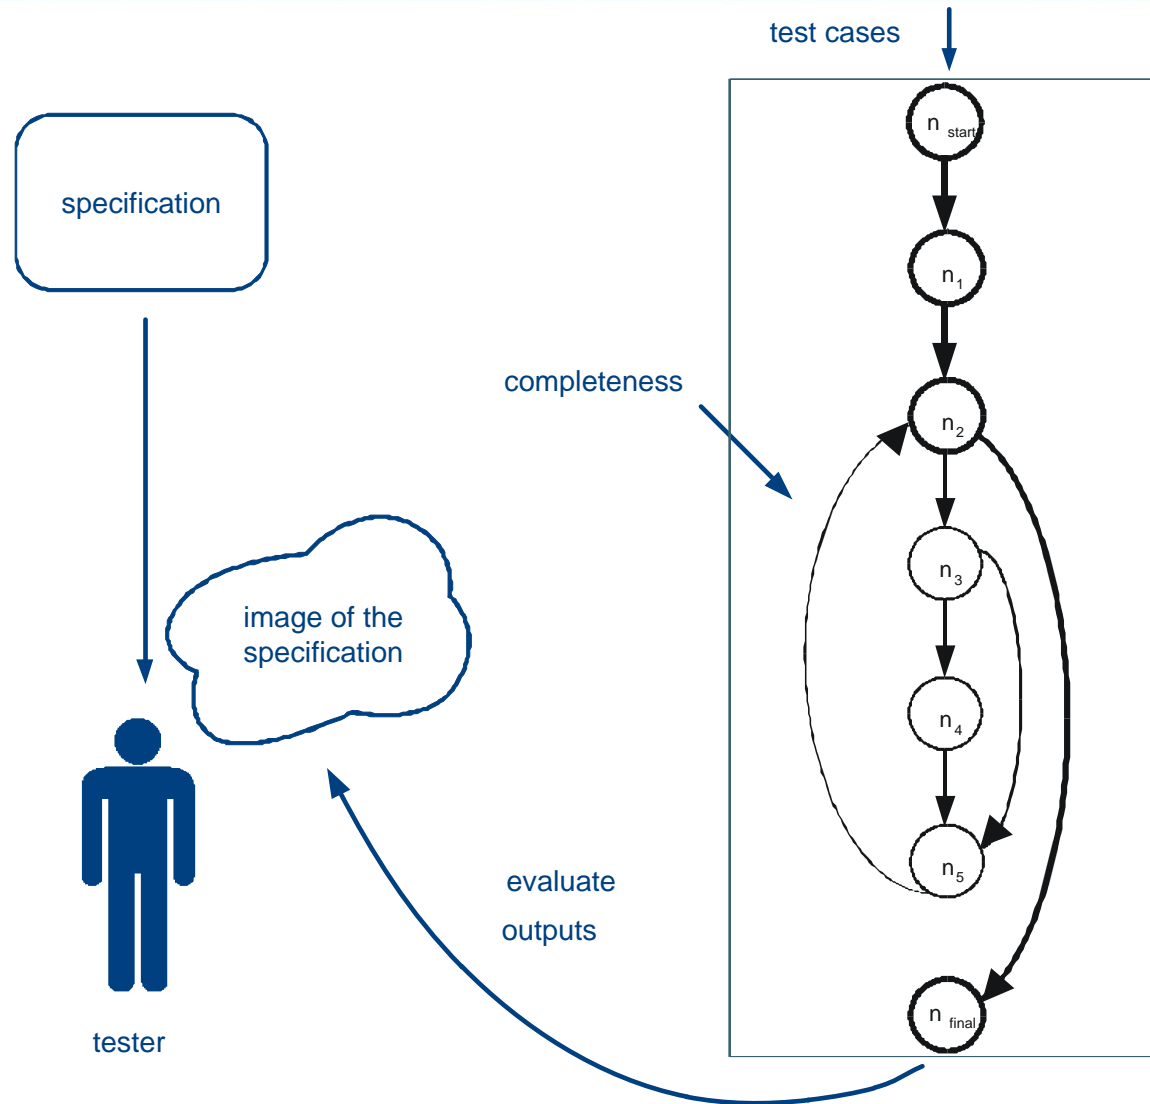 test cases
specification
completeness
image of the
specification
evaluate
outputs
tester
n start
n 1
n 2
n 3
n 4
n 5
n final